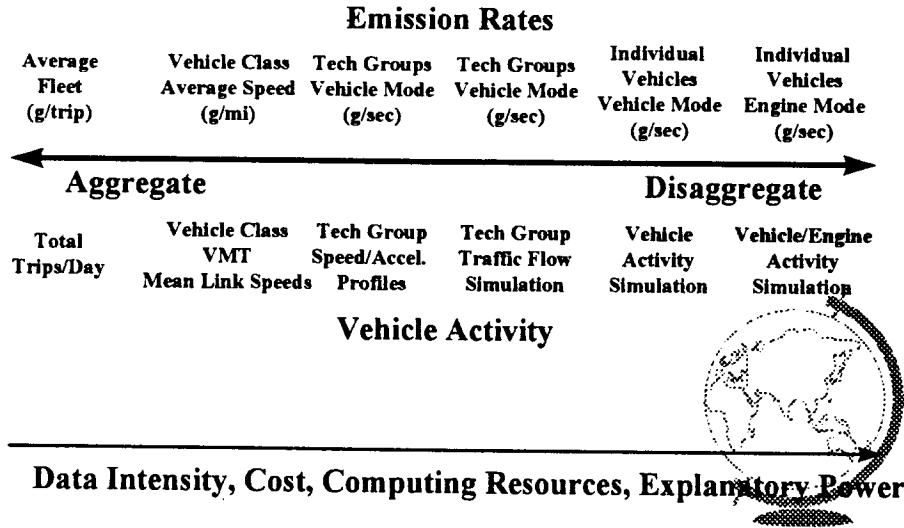 Emission Rates
Average
Fleet
(g/trip)
Vehicle Class
Average Speed
(g/mi)
Tech Groups
Vehicle Mode
(g/sec)
Tech Groups
Vehicle Mode
(g/sec)
Individual
Vehicles
Vehicle Mode
(g/sec)
Individual
Vehicles
Engine Mode
(g/sec)
Aggregate
Disaggregate
Total
Trips/Day
Vehicle Class
VMT
Mean Link Speeds
Tech Group
Speed/Accel.
Profiles
Tech Group
Traffic Flow
Simulation
Vehicle
Activity
Simulation
Vehicle/Engine
Activity
Simulation
Vehicle Activity
Data Intensity, Cost, Computing Resources, Explanatory Power